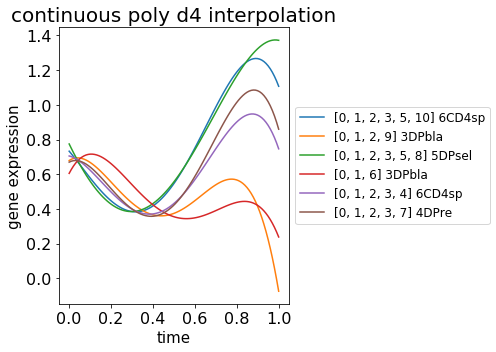 continuous poly d4 interpolation
gene expression
1.4
1.2
1.0
0.8
0.6
0.4
0.2
0.0
0.0 0.2 0.4 0.6 0.8 1.0
time
[0, 1, 2, 3, 5, 10] 6CD4sp
[0, 1, 2, 9] 3DPbla
[0, 1, 2, 3, 5, 8] 5DPsel
[0, 1, 6] 3DPbla
[0, 1, 2, 3, 4] 6CD4sp
[0, 1, 2, 3, 7] 4DPre